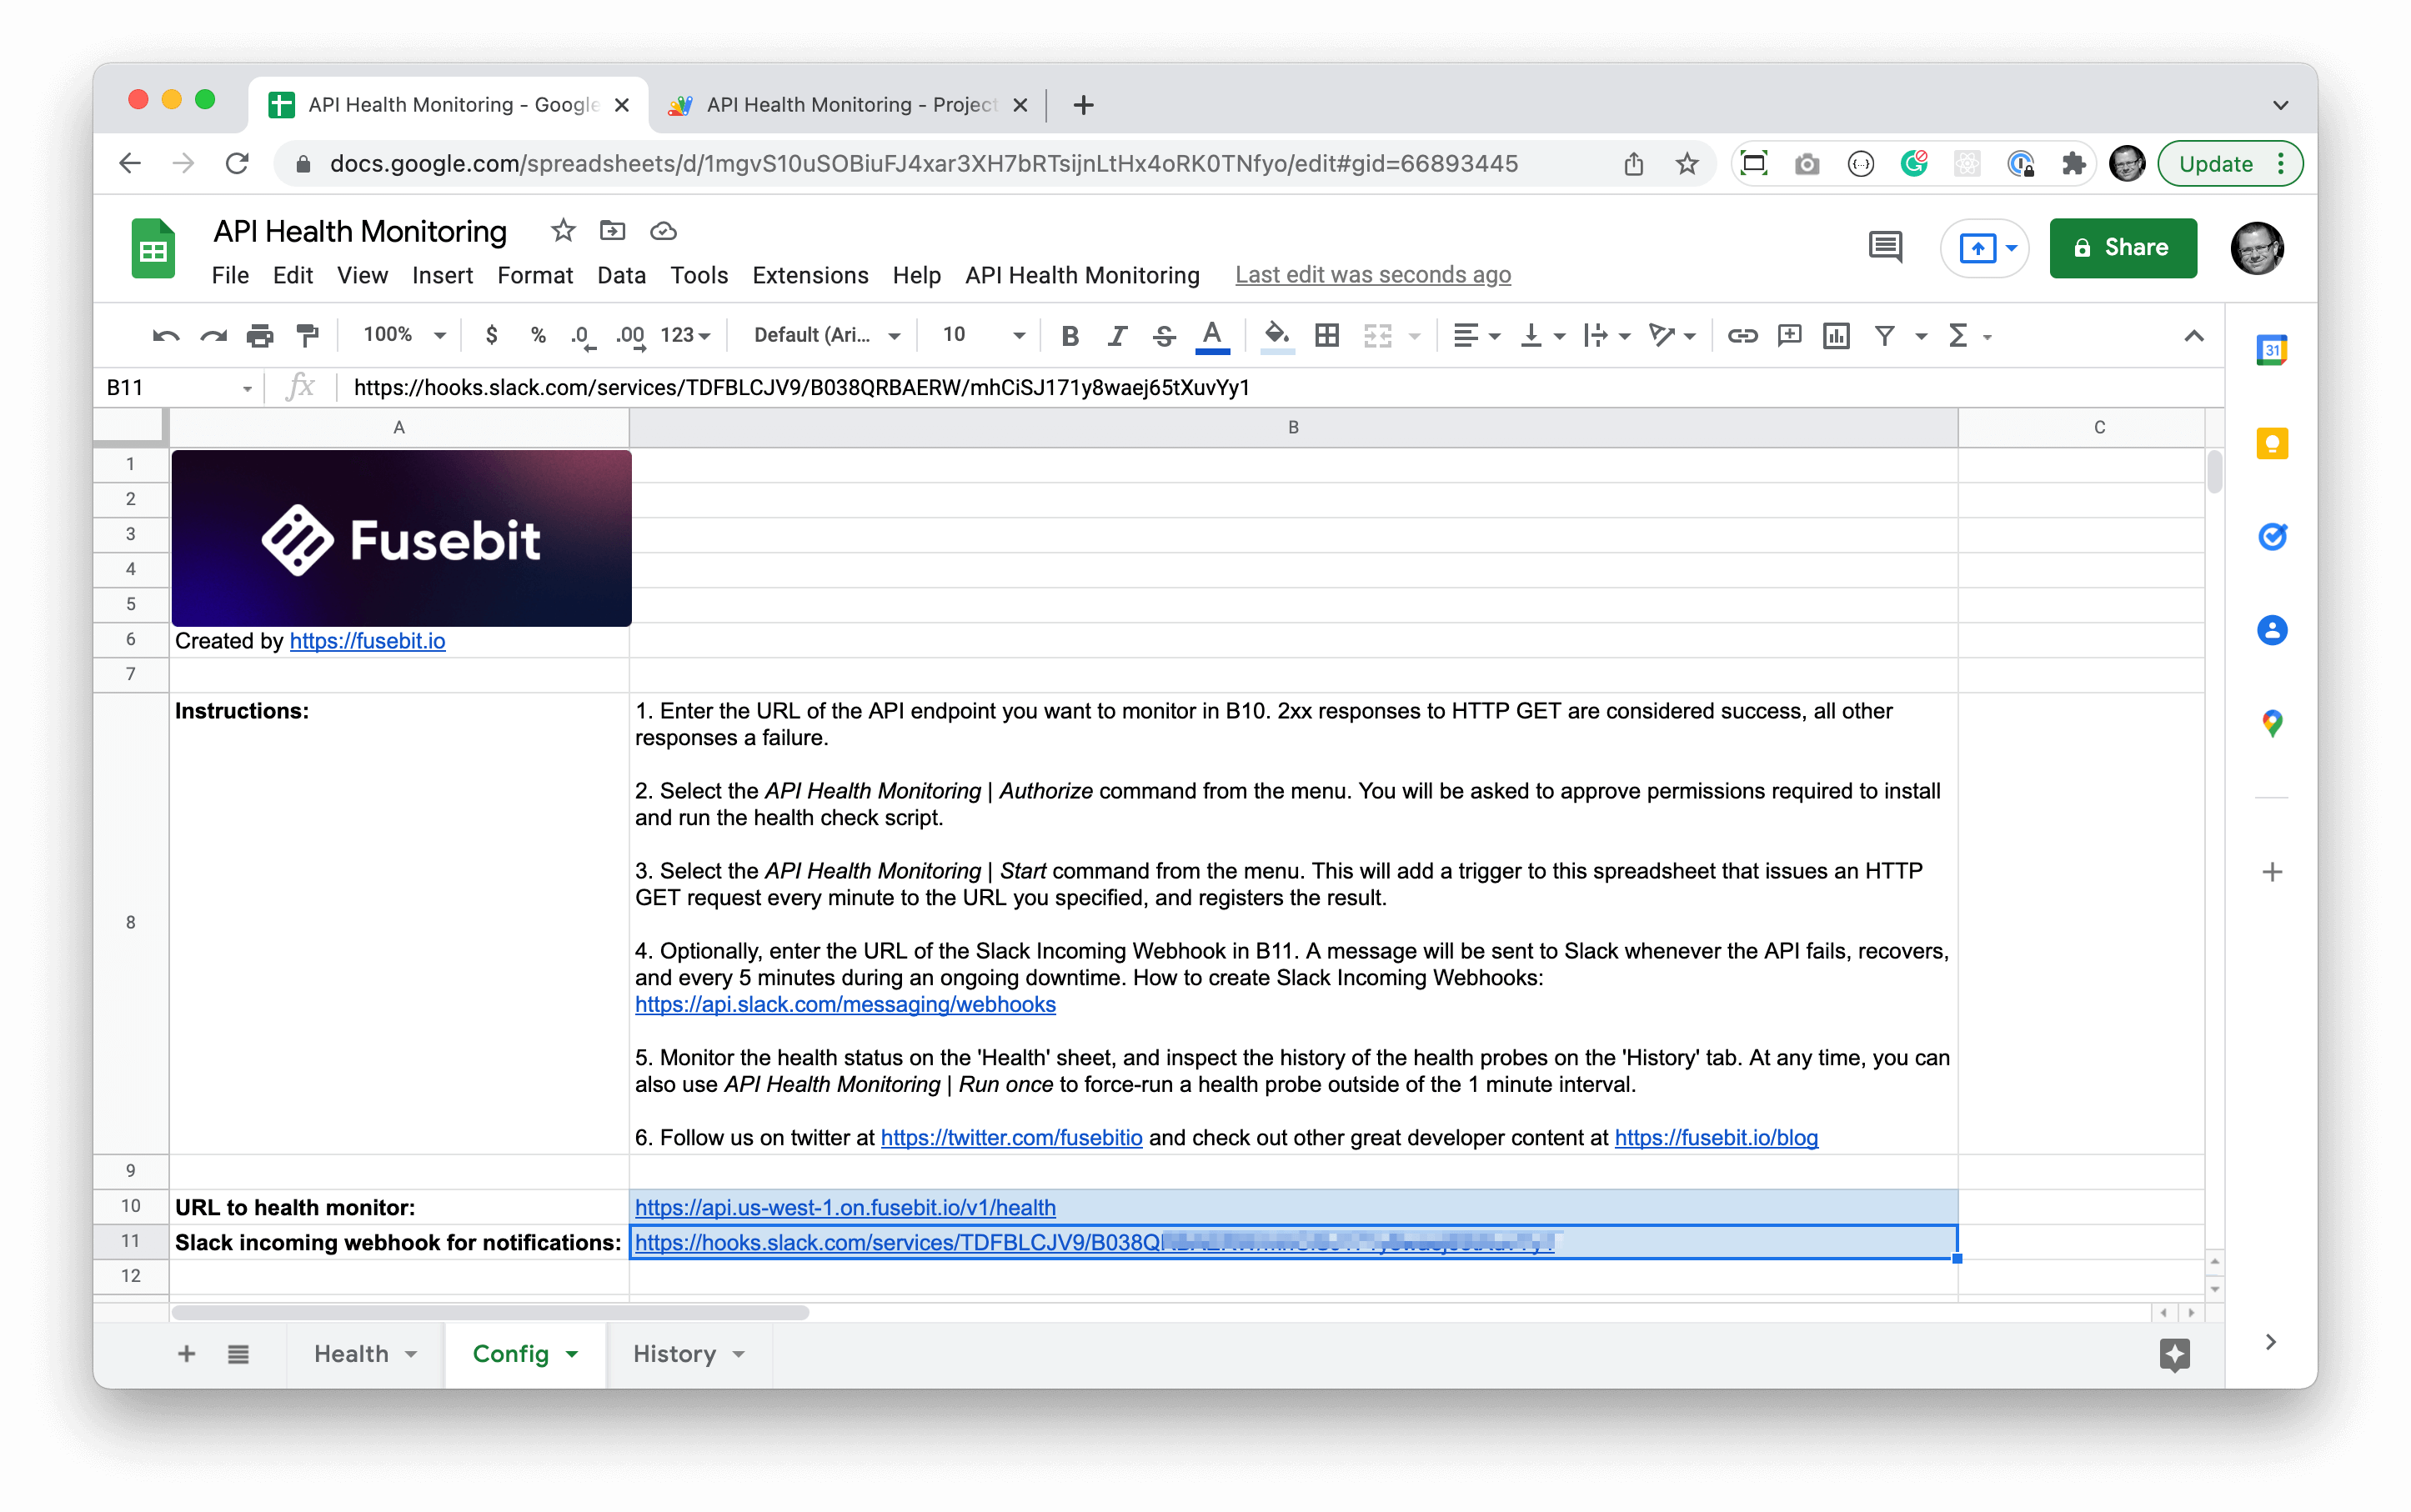 API Health Monitoring - Google
API Health Monitoring - Project
docs.google.com/spreadsheets/d/1mgvS10uSOBiuFJ4xar3XH7bRTsijnLtHx4oRK0TNfyo/edit#gid=66893445
Update
API Health Monitoring
File Edit View Insert Format Data Tools Extensions Help API Health Monitoring Last edit was seconds ago
Share
100% $ % .0 .00 123 Default (Ari... 10 B I S A
31
B11 fx https://hooks.slack.com/services/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
A B C
1
Fusebit
2
3
4
5
6 Created by https://fusebit.io
7
8 Instructions:
1. Enter the URL of the API endpoint you want to monitor in B10. 2xx responses to HTTP GET are considered success, all other
responses a failure.
2. Select the API Health Monitoring | Authorize command from the menu. You will be asked to approve permissions required to install
and run the health check script.
3. Select the API Health Monitoring | Start command from the menu. This will add a trigger to this spreadsheet that issues an HTTP
GET request every minute to the URL you specified, and registers the result.
4. Optionally, enter the URL of the Slack Incoming Webhook in B11. A message will be sent to Slack whenever the API fails, recovers,
and every 5 minutes during an ongoing downtime. How to create Slack Incoming Webhooks:
https://api.slack.com/messaging/webhooks
5. Monitor the health status on the 'Health' sheet, and inspect the history of the health probes on the 'History' tab. At any time, you can
also use API Health Monitoring | Run once to force-run a health probe outside of the 1 minute interval.
6. Follow us on twitter at https://twitter.com/fusebitio and check out other great developer content at https://fusebit.io/blog
9
10 URL to health monitor: https://api.us-west-1.on.fusebit.io/v1/health
11 Slack incoming webhook for notifications: https://hooks.slack.com/services/TDFBLCJV9/B038Q
12
Health Config History